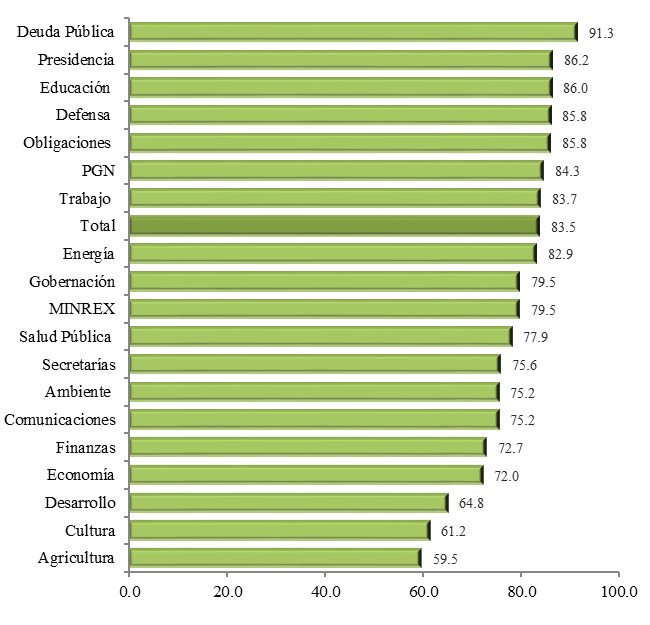 Deuda Pública 91.3
Presidencia 86.2
Educación 86.0
Defensa 85.8
Obligaciones 85.8
PGN 84.3
Trabajo 83.7
Total 83.5
Energía 82.9
Gobernación 79.5
MINREX 79.5
Salud Pública 77.9
Secretarías 75.6
Ambiente 75.2
Comunicaciones 75.2
Finanzas 72.7
Economía 72.0
Desarrollo 64.8
Cultura 61.2
Agricultura 59.5
0.0 20.0 40.0 60.0 80.0 100.0